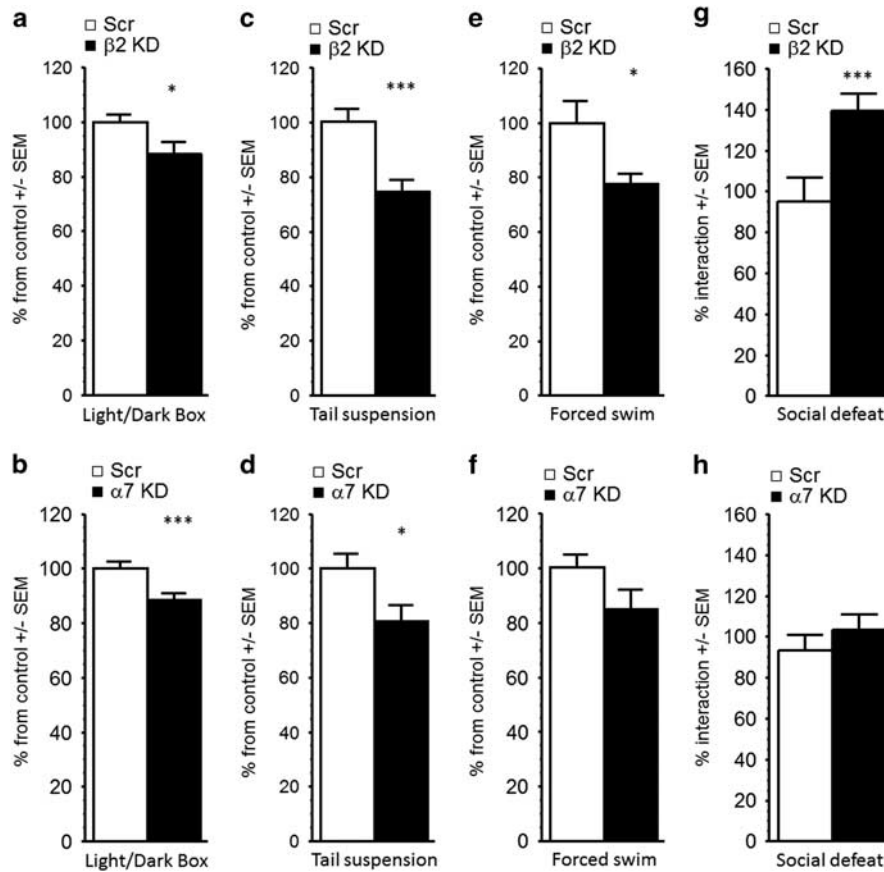 a
Scr
β2 KD
*
120
100
80
60
40
20
0
% from control +/- SEM
Light/Dark Box
c
Scr
β2 KD
***
120
100
80
60
40
20
0
% from control +/- SEM
Tail suspension
e
Scr
β2 KD
*
120
100
80
60
40
20
0
% from control +/- SEM
Forced swim
g
Scr
β2 KD
***
160
140
120
100
80
60
40
20
0
% interaction +/- SEM
Social defeat
b
Scr
α7 KD
***
120
100
80
60
40
20
0
% from control +/- SEM
Light/Dark Box
d
Scr
α7 KD
*
120
100
80
60
40
20
0
% from control +/- SEM
Tail suspension
f
Scr
α7 KD
120
100
80
60
40
20
0
% from control +/- SEM
Forced swim
h
Scr
α7 KD
160
140
120
100
80
60
40
20
0
% interaction +/- SEM
Social defeat